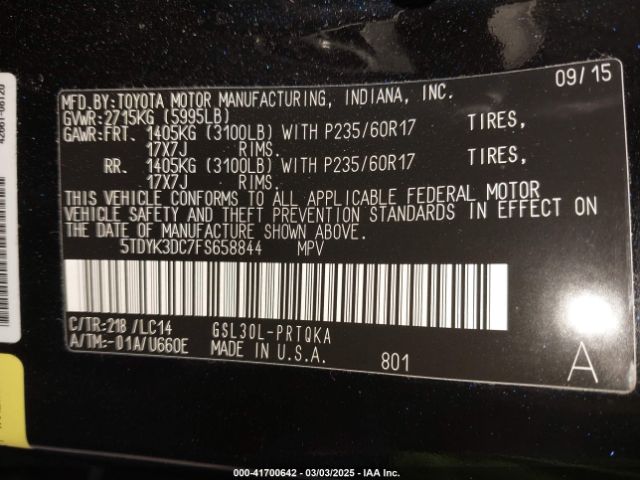 09/15
MFD.BY:TOYOTA MOTOR MANUFACTURING, INDIANA, INC.
GVWR:2715KG (5995LB)
GAWR:FRT. 1405KG (3100LB) WITH P235/60R17 TIRES,
17X7J RIMS.
RR. 1405KG (3100LB) WITH P235/60R17 TIRES,
17X7J RIMS.
THIS VEHICLE CONFORMS TO ALL APPLICABLE FEDERAL MOTOR
VEHICLE SAFETY AND THEFT PREVENTION STANDARDS IN EFFECT ON
THE DATE OF MANUFACTURE SHOWN ABOVE.
5TDYK3DC7FS658844 MPV
C/TR:218 /LC14 GSL30L-PRTQKA
A/TM:-01A/U660E MADE IN U.S.A.
801 A
42661-08120
000-41700642 - 03/03/2025 - IAA Inc.